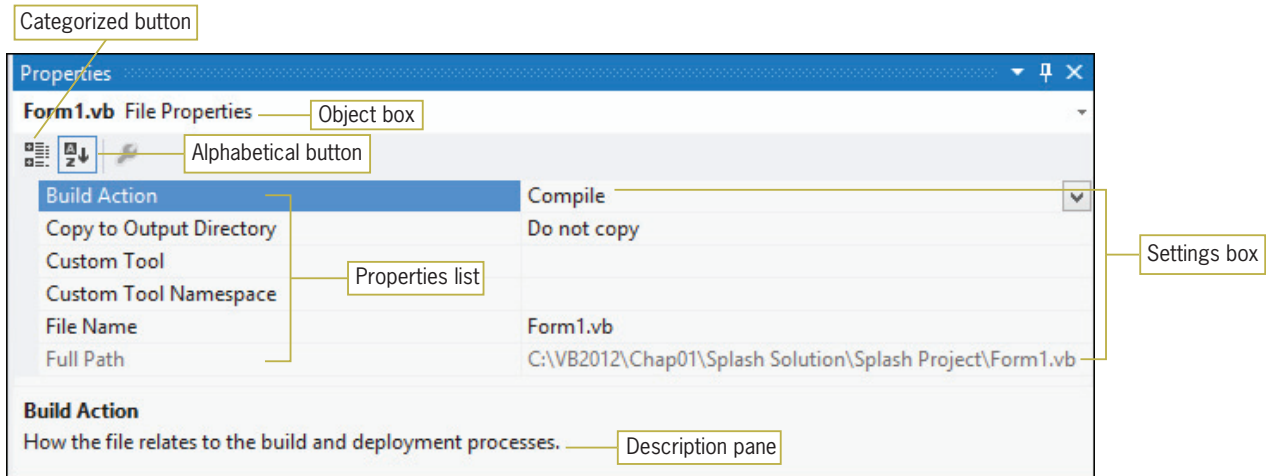 Categorized button
Properties
Form1.vb File Properties
Object box
Alphabetical button
Build Action Compile
Copy to Output Directory Do not copy
Custom Tool
Custom Tool Namespace
File Name Form1.vb
Full Path C:\VB2012\Chap01\Splash Solution\Splash Project\Form1.vb
Properties list
Settings box
Build Action
How the file relates to the build and deployment processes.
Description pane